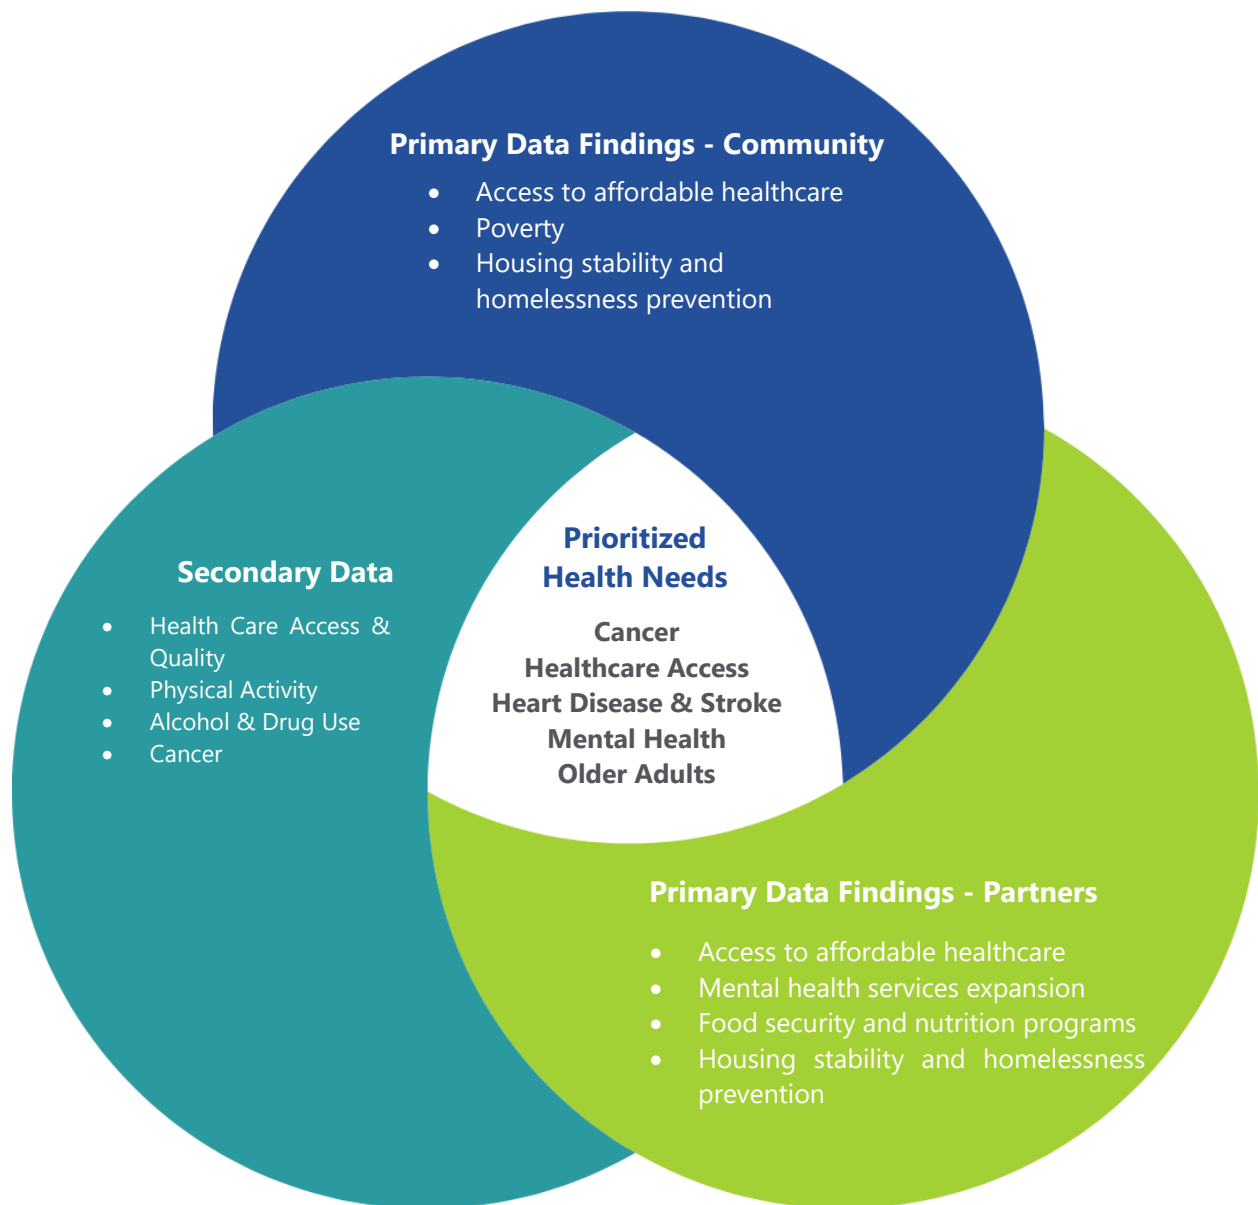 Primary Data Findings - Community
• Access to affordable healthcare
• Poverty
• Housing stability and
homelessness prevention
Secondary Data
• Health Care Access &
Quality
• Physical Activity
• Alcohol & Drug Use
• Cancer
Prioritized
Health Needs
Cancer
Healthcare Access
Heart Disease & Stroke
Mental Health
Older Adults
Primary Data Findings - Partners
• Access to affordable healthcare
• Mental health services expansion
• Food security and nutrition programs
• Housing stability and homelessness
prevention